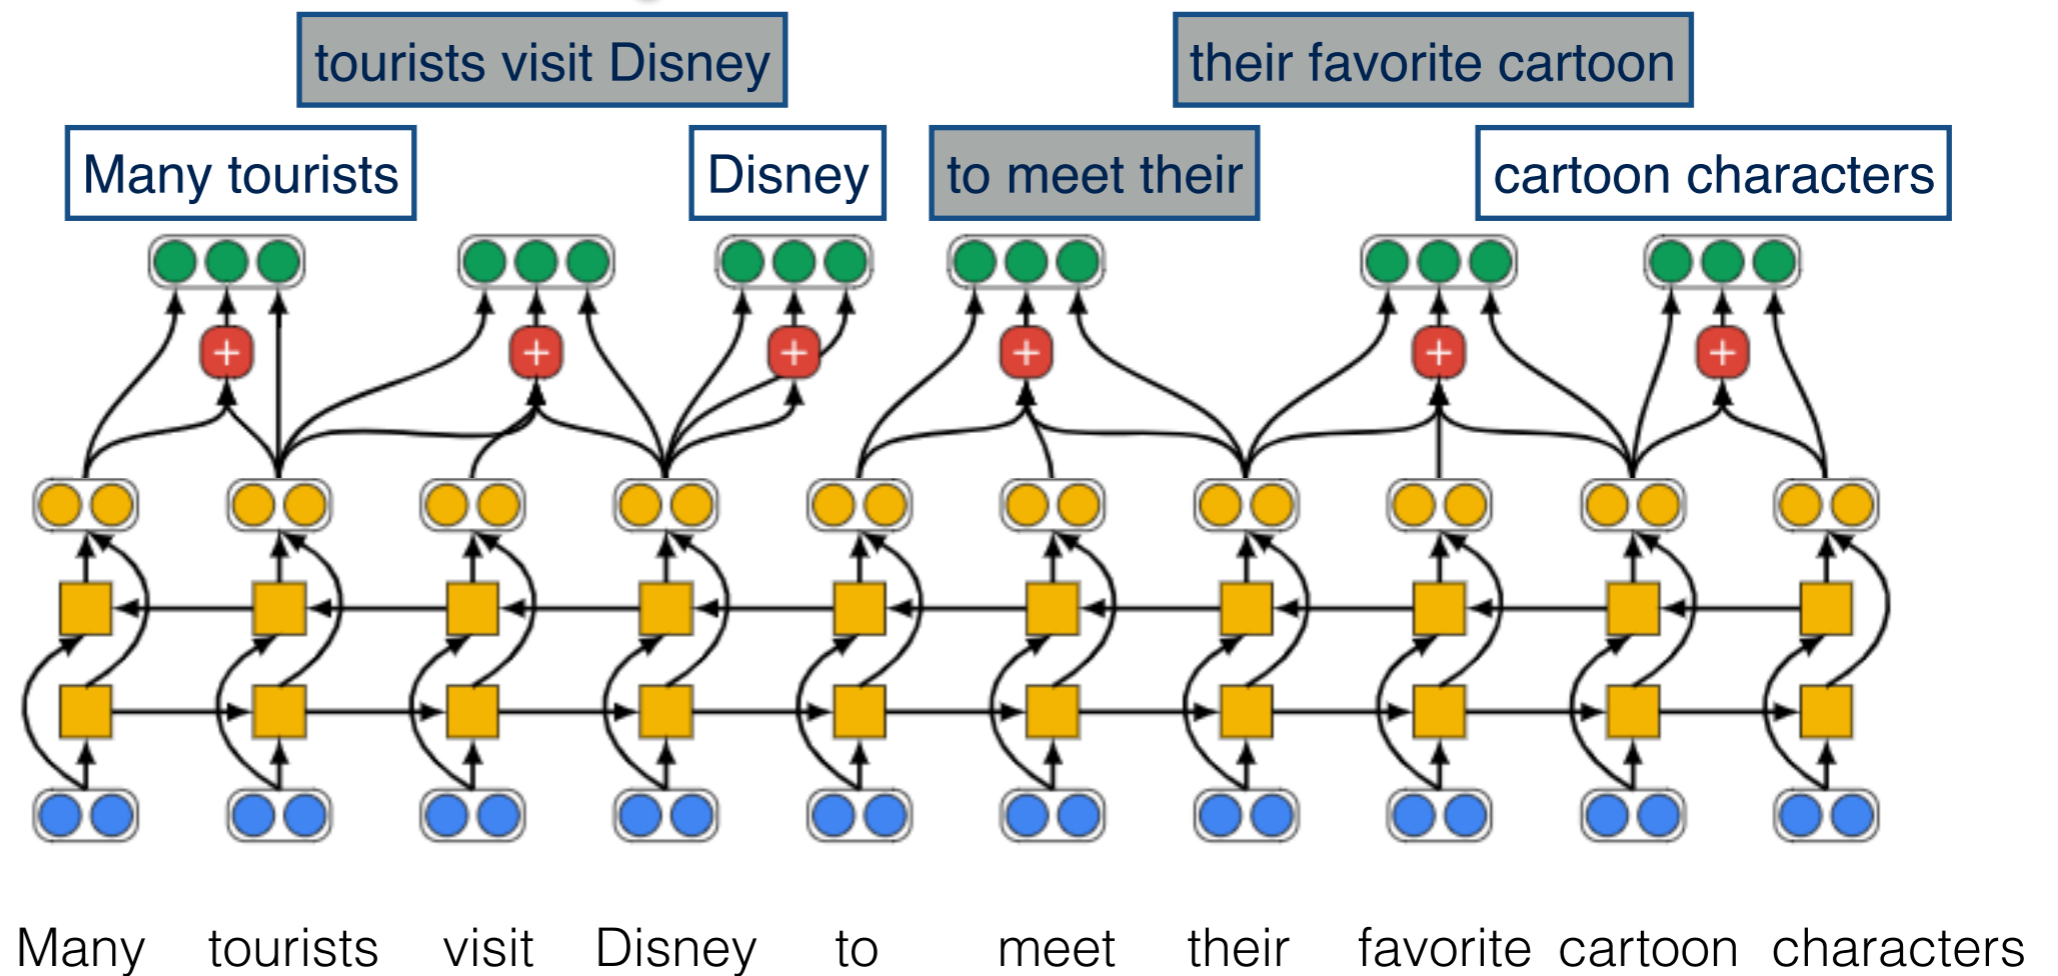 tourists visit Disney
their favorite cartoon
Many tourists
Disney
to meet their
cartoon characters
+ + + + + +
Many tourists visit Disney to meet their favorite cartoon characters